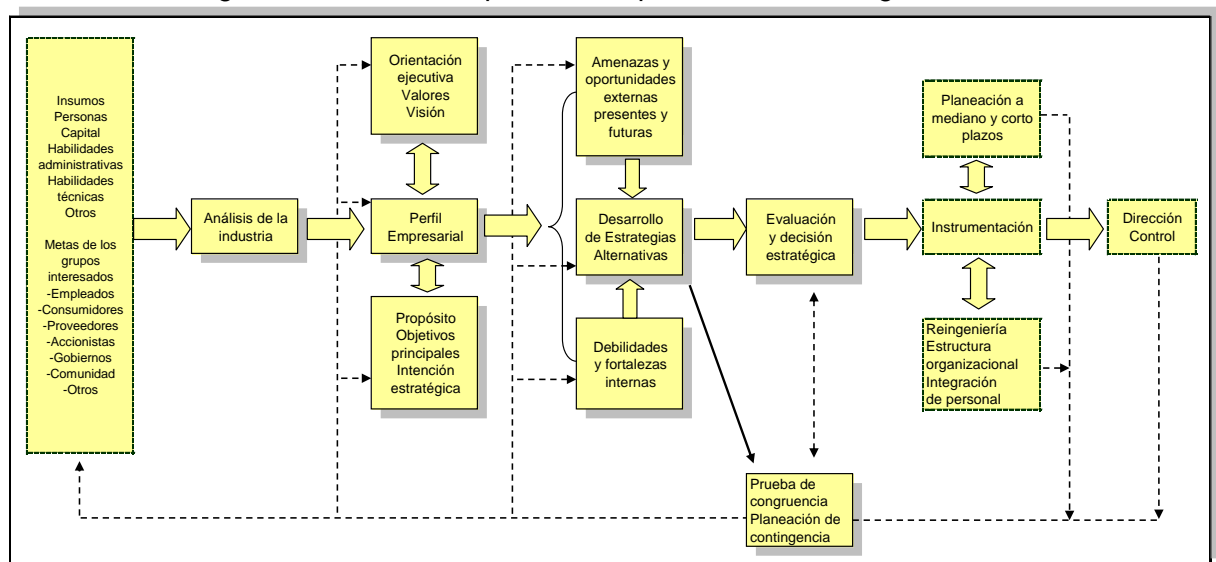 Insumos
Personas
Capital
Habilidades
administrativas
Habilidades
técnicas
Otros
Metas de los
grupos
interesados
-Empleados
-Consumidores
-Proveedores
-Accionistas
-Gobiernos
-Comunidad
-Otros
Análisis de la
industria
Orientación
ejecutiva
Valores
Visión
Perfil
Empresarial
Propósito
Objetivos
principales
Intención
estratégica
Amenazas y
oportunidades
externas
presentes y
futuras
Desarrollo
de Estrategias
Alternativas
Debilidades
y fortalezas
internas
Evaluación
y decisión
estratégica
Prueba de
congruencia
Planeación de
contingencia
Planeación a
mediano y corto
plazos
Instrumentación
Reingeniería
Estructura
organizacional
Integración
de personal
Dirección
Control